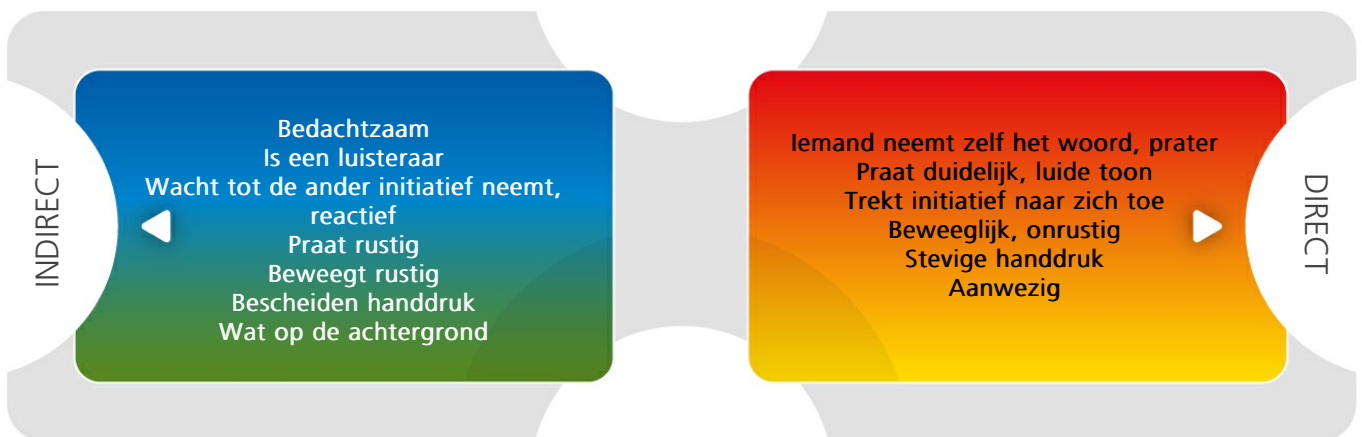 INDIRECT
Bedachtzaam
Is een luisteraar
Wacht tot de ander initiatief neemt,
reactief
Praat rustig
Beweegt rustig
Bescheiden handdruk
Wat op de achtergrond
Iemand neemt zelf het woord, prater
Praat duidelijk, luide toon
Trekt initiatief naar zich toe
Beweeglijk, onrustig
Stevige handdruk
Aanwezig
DIRECT